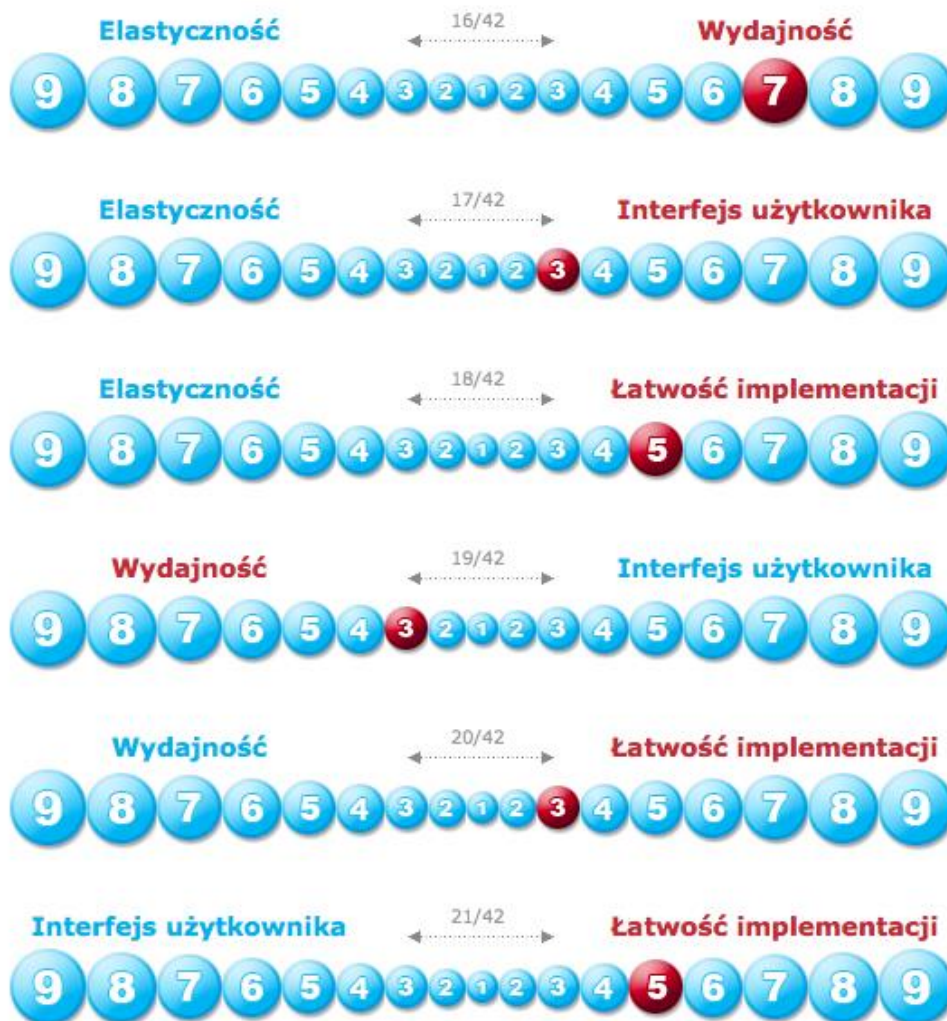 16/42
Elastyczność Wydajność
9 8 7 6 5 4 3 2 1 2 3 4 5 6 7 8 9
17/42
Elastyczność Interfejs użytkownika
9 8 7 6 5 4 3 2 1 2 3 4 5 6 7 8 9
18/42
Elastyczność Łatwość implementacji
9 8 7 6 5 4 3 2 1 2 3 4 5 6 7 8 9
19/42
Wydajność Interfejs użytkownika
9 8 7 6 5 4 3 2 1 2 3 4 5 6 7 8 9
20/42
Wydajność Łatwość implementacji
9 8 7 6 5 4 3 2 1 2 3 4 5 6 7 8 9
21/42
Interfejs użytkownika Łatwość implementacji
9 8 7 6 5 4 3 2 1 2 3 4 5 6 7 8 9